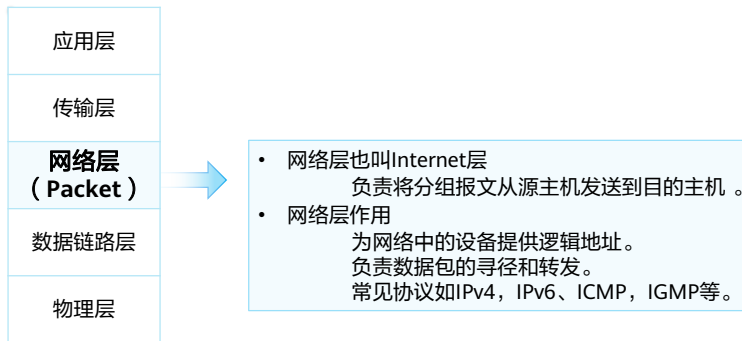 应用层
传输层
网络层
（Packet）
数据链路层
物理层
• 网络层也叫Internet层
负责将分组报文从源主机发送到目的主机 。
• 网络层作用
为网络中的设备提供逻辑地址。
负责数据包的寻径和转发。
常见协议如IPv4，IPv6、ICMP，IGMP等。